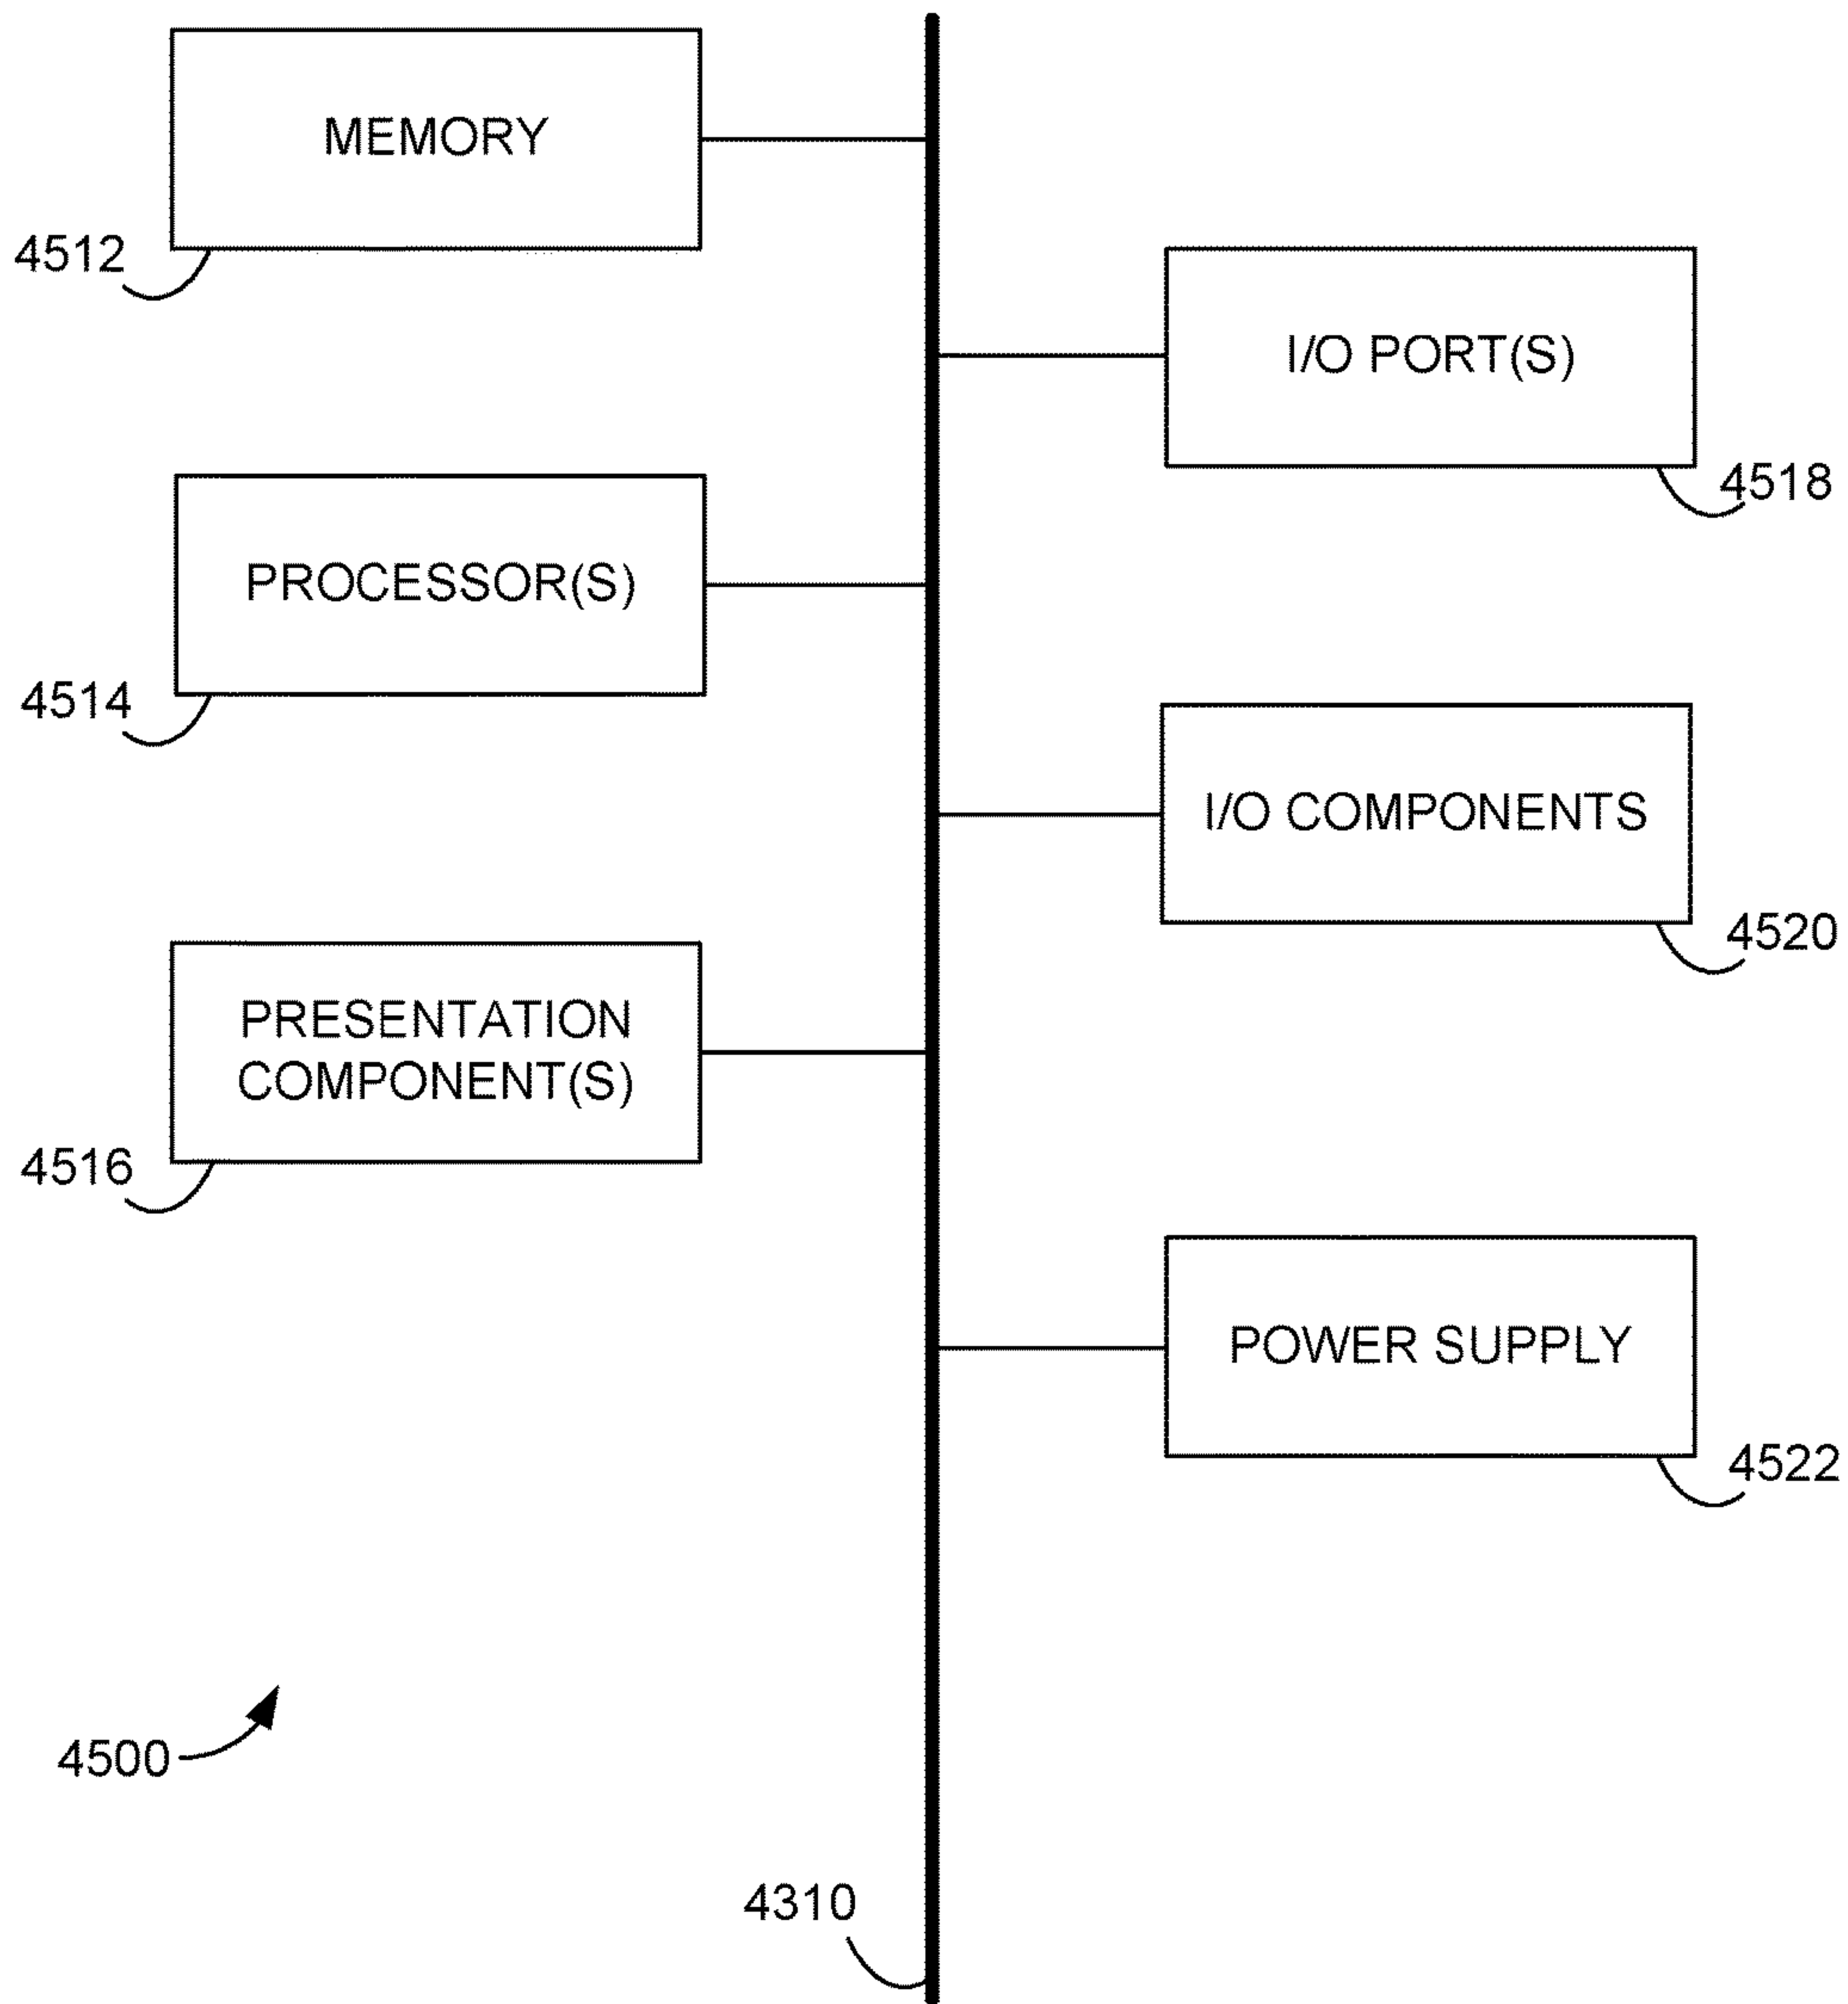 MEMORY
4512
I/O PORT(S)
4518
PROCESSOR(S)
4514
I/O COMPONENTS
4520
PRESENTATION
COMPONENT(S)
4516
POWER SUPPLY
4522
4500
4310